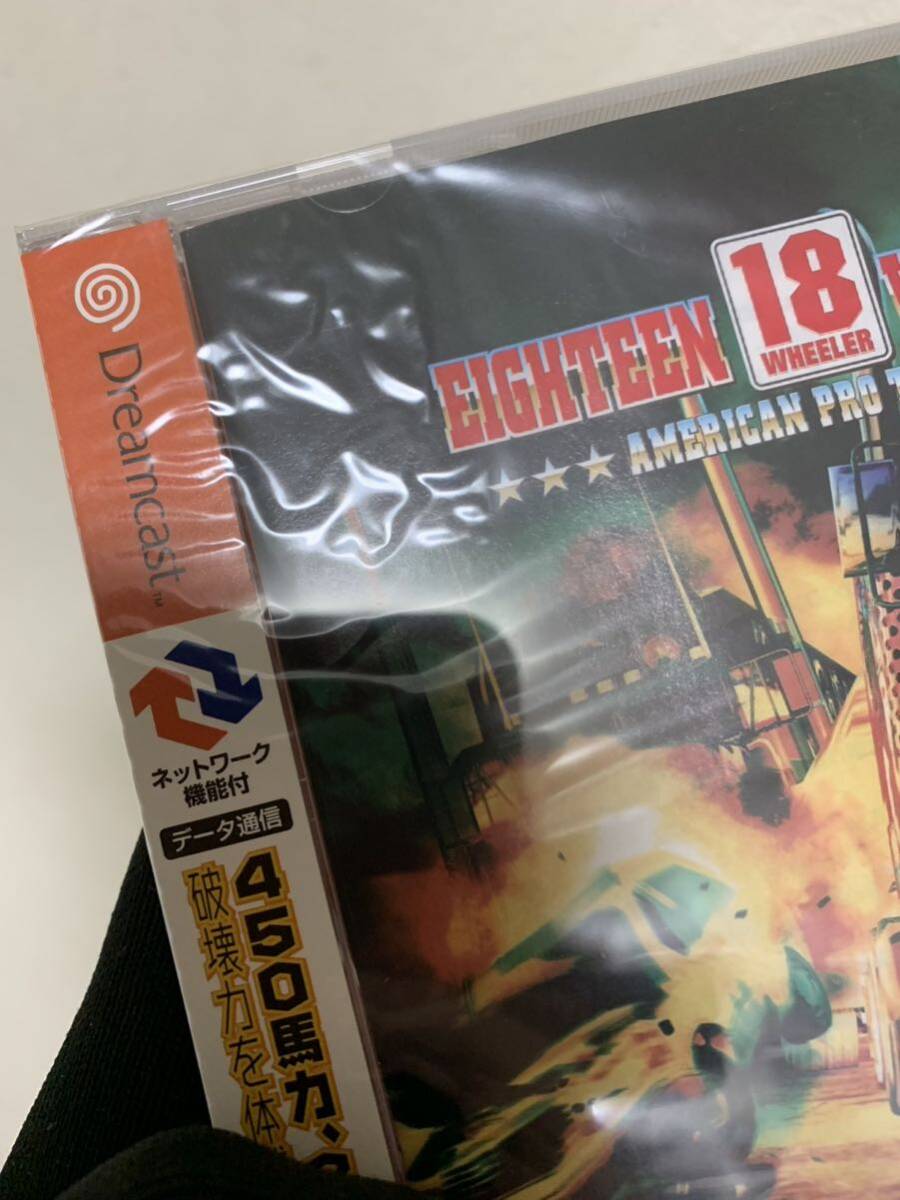 Dreamcast™
ネットワーク
機能付
データ通信
450馬力、
破壊力を体
EIGHTEEN
18
WHEELER
AMERICAN PRO